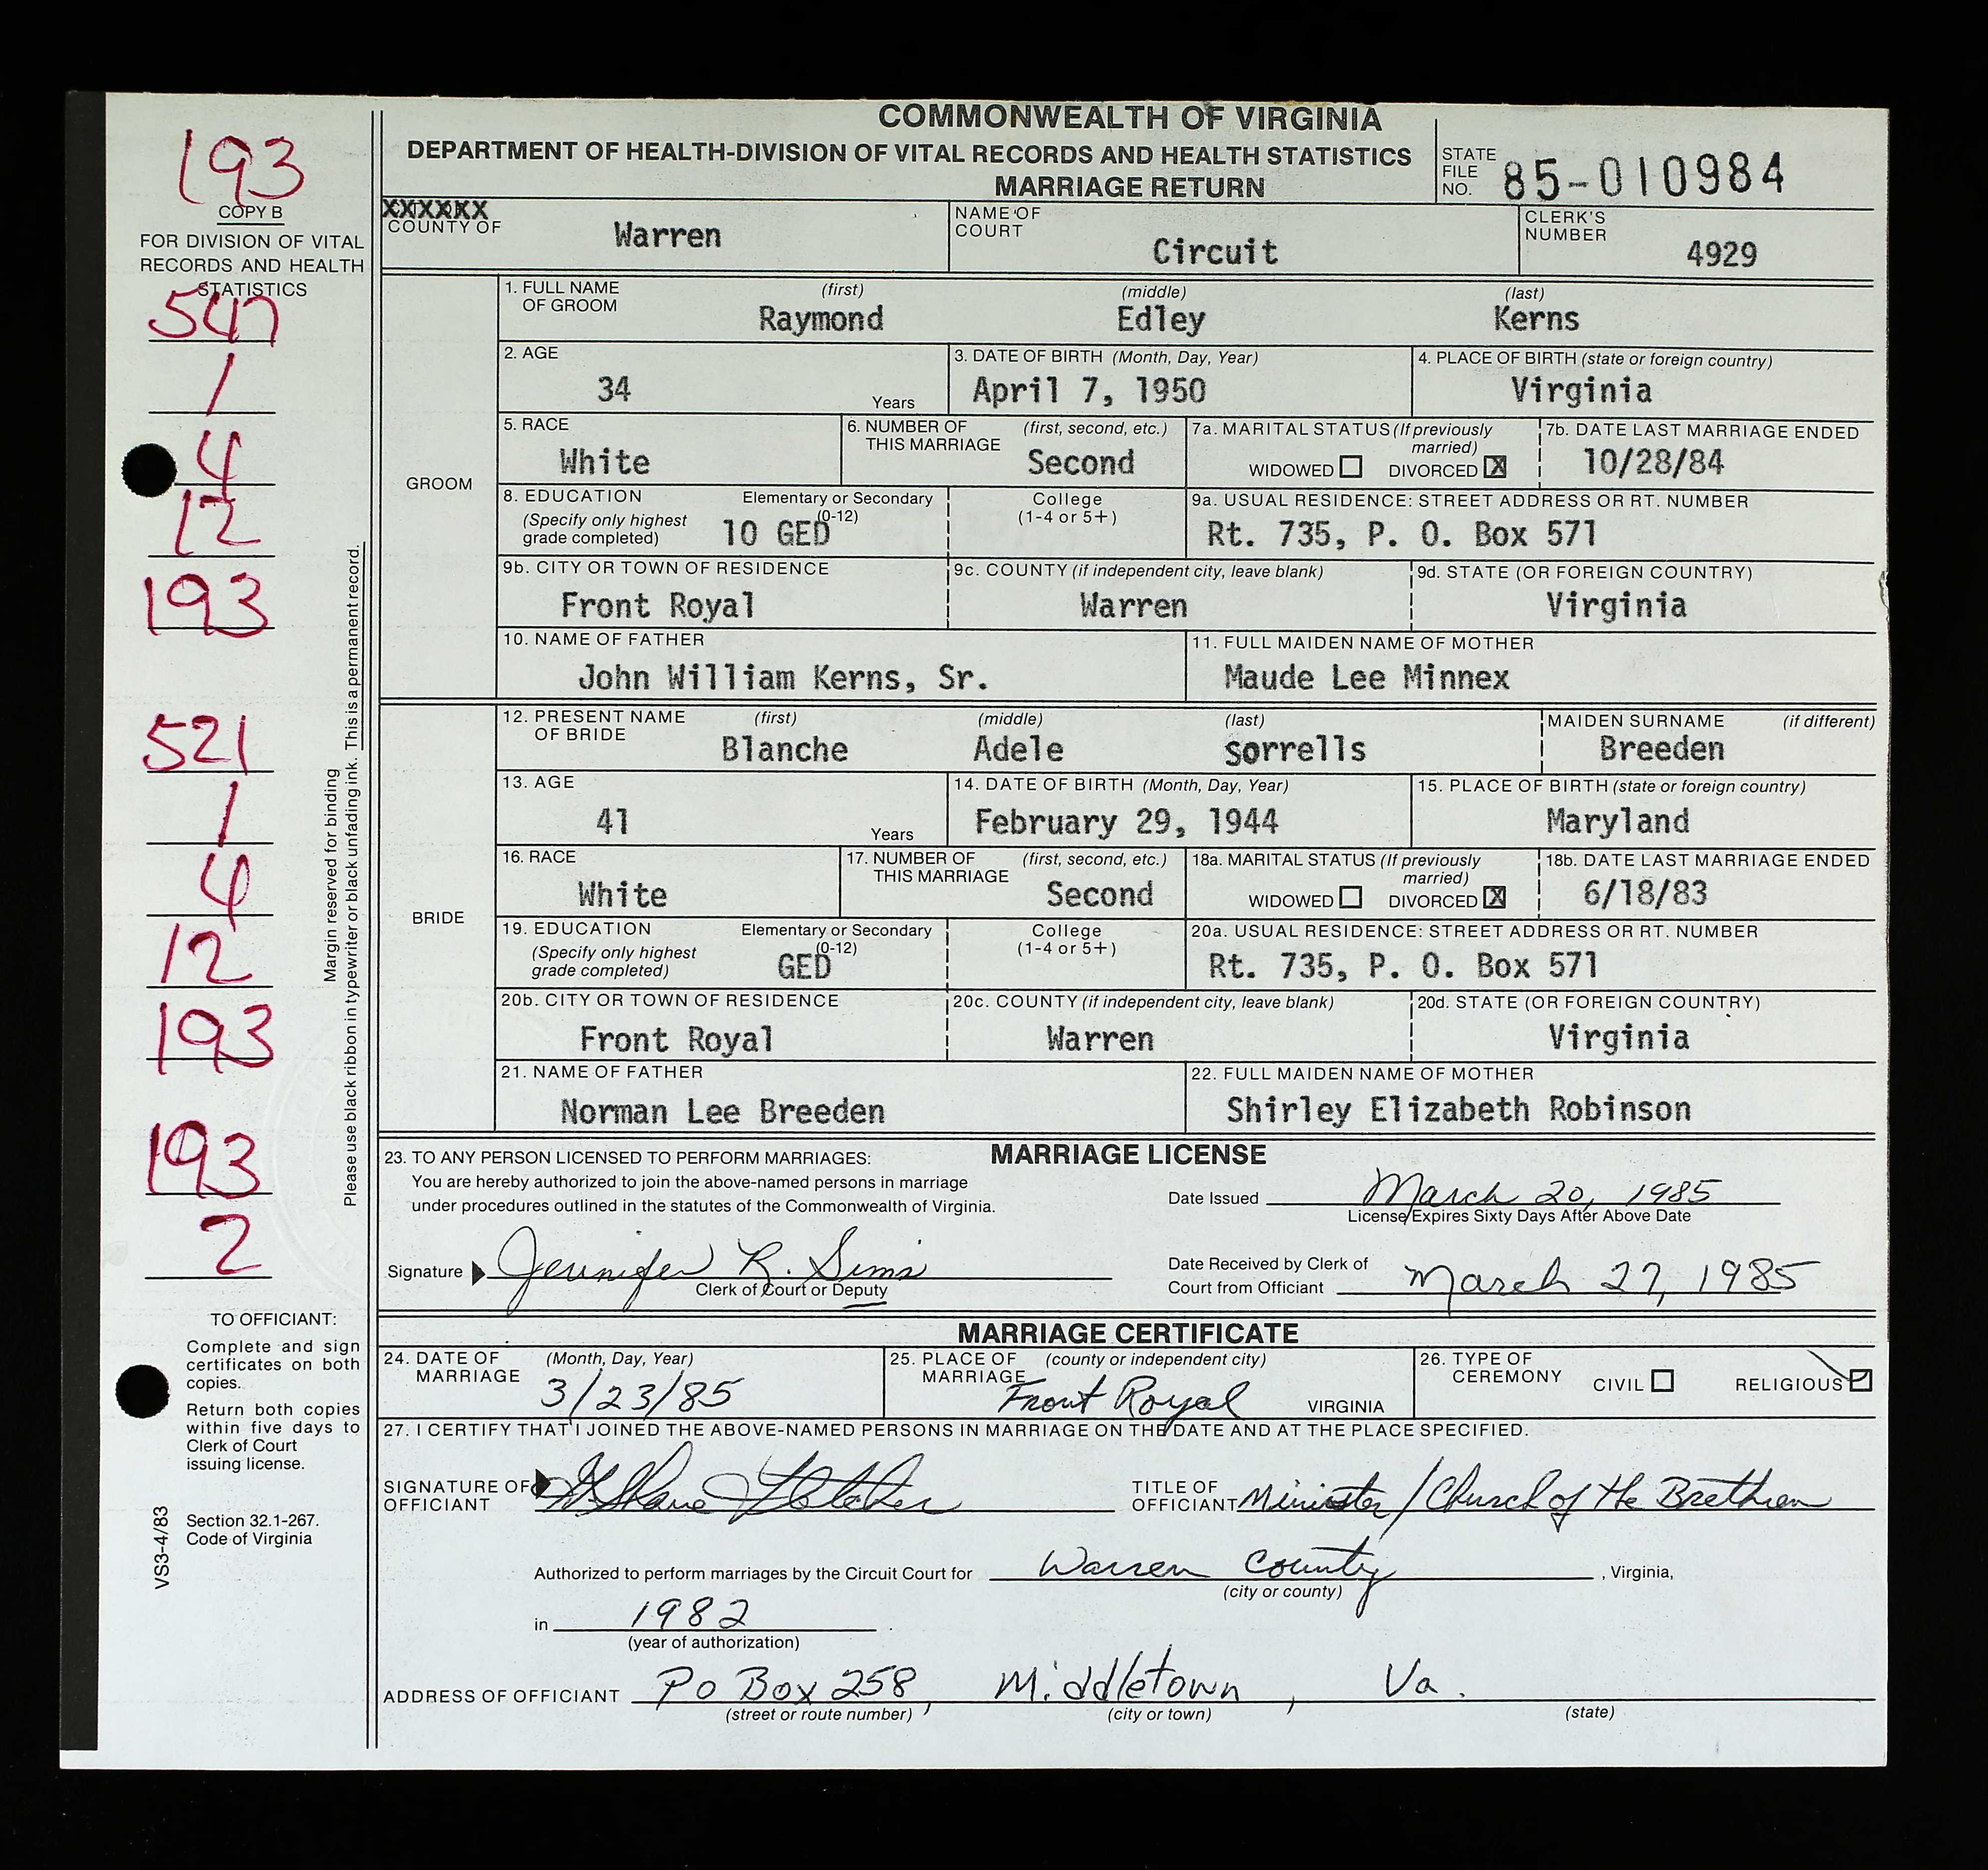 COMMONWEALTH OF VIRGINIA
DEPARTMENT OF HEALTH-DIVISION OF VITAL RECORDS AND HEALTH STATISTICS
MARRIAGE RETURN
STATE FILE NO. 85-010984
193
COPY B
FOR DIVISION OF VITAL
RECORDS AND HEALTH
STATISTICS
547
1
4
12
193
521
1
4
12
193
193
2
Margin reserved for binding
Please use black ribbon in typewriter or black unfading ink. This is a permanent record.
TO OFFICIANT:
Complete and sign
certificates on both
copies.
Return both copies
within five days to
Clerk of Court
issuing license.
Section 32.1-267.
Code of Virginia
VS3-4/83
XXXXXX
COUNTY OF Warren
NAME OF COURT Circuit
CLERK'S NUMBER 4929
GROOM
1. FULL NAME OF GROOM (first) Raymond (middle) Edley (last) Kerns
2. AGE 34 Years
3. DATE OF BIRTH (Month, Day, Year) April 7, 1950
4. PLACE OF BIRTH (state or foreign country) Virginia
5. RACE White
6. NUMBER OF THIS MARRIAGE (first, second, etc.) Second
7a. MARITAL STATUS (If previously married) WIDOWED DIVORCED X
7b. DATE LAST MARRIAGE ENDED 10/28/84
8. EDUCATION (Specify only highest grade completed) Elementary or Secondary (0-12) 10 GED College (1-4 or 5+)
9a. USUAL RESIDENCE: STREET ADDRESS OR RT. NUMBER Rt. 735, P. O. Box 571
9b. CITY OR TOWN OF RESIDENCE Front Royal
9c. COUNTY (if independent city, leave blank) Warren
9d. STATE (OR FOREIGN COUNTRY) Virginia
10. NAME OF FATHER John William Kerns, Sr.
11. FULL MAIDEN NAME OF MOTHER Maude Lee Minnex
BRIDE
12. PRESENT NAME OF BRIDE (first) Blanche (middle) Adele (last) Sorrells
MAIDEN SURNAME (if different) Breeden
13. AGE 41 Years
14. DATE OF BIRTH (Month, Day, Year) February 29, 1944
15. PLACE OF BIRTH (state or foreign country) Maryland
16. RACE White
17. NUMBER OF THIS MARRIAGE (first, second, etc.) Second
18a. MARITAL STATUS (If previously married) WIDOWED DIVORCED X
18b. DATE LAST MARRIAGE ENDED 6/18/83
19. EDUCATION (Specify only highest grade completed) Elementary or Secondary (0-12) GED College (1-4 or 5+)
20a. USUAL RESIDENCE: STREET ADDRESS OR RT. NUMBER Rt. 735, P. O. Box 571
20b. CITY OR TOWN OF RESIDENCE Front Royal
20c. COUNTY (if independent city, leave blank) Warren
20d. STATE (OR FOREIGN COUNTRY) Virginia
21. NAME OF FATHER Norman Lee Breeden
22. FULL MAIDEN NAME OF MOTHER Shirley Elizabeth Robinson
MARRIAGE LICENSE
23. TO ANY PERSON LICENSED TO PERFORM MARRIAGES:
You are hereby authorized to join the above-named persons in marriage
under procedures outlined in the statutes of the Commonwealth of Virginia.
Date Issued March 20, 1985
License Expires Sixty Days After Above Date
Signature Jennifer R. Sims
Clerk of Court or Deputy
Date Received by Clerk of
Court from Officiant March 27, 1985
MARRIAGE CERTIFICATE
24. DATE OF MARRIAGE (Month, Day, Year) 3/23/85
25. PLACE OF MARRIAGE (county or independent city) Front Royal VIRGINIA
26. TYPE OF CEREMONY CIVIL RELIGIOUS
27. I CERTIFY THAT I JOINED THE ABOVE-NAMED PERSONS IN MARRIAGE ON THE DATE AND AT THE PLACE SPECIFIED.
SIGNATURE OF OFFICIANT Shane Fletcher
TITLE OF OFFICIANT Minister / Church of the Brethren
Authorized to perform marriages by the Circuit Court for Warren County, Virginia,
(city or county)
in 1982
(year of authorization)
ADDRESS OF OFFICIANT Po Box 258, Middletown, Va.
(street or route number) (city or town) (state)